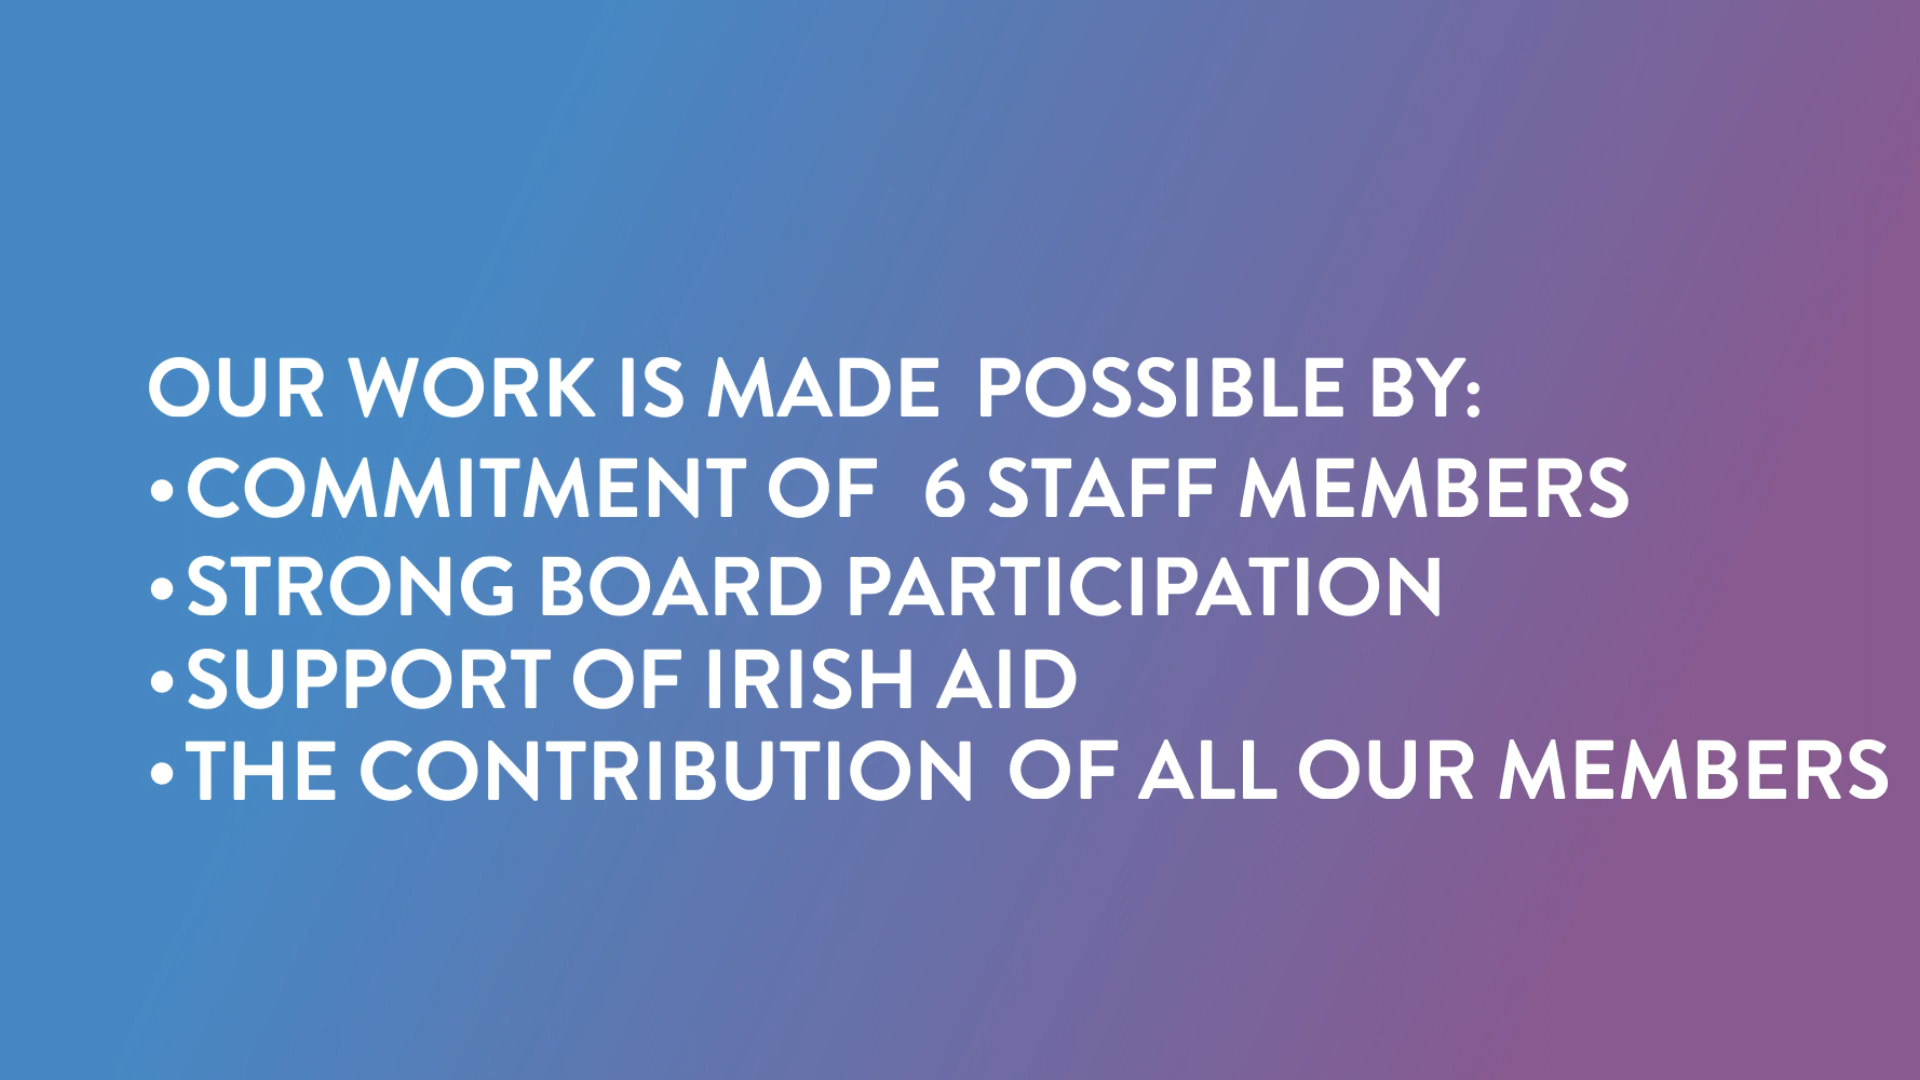 OUR WORK IS MADE POSSIBLE BY:
•COMMITMENT OF 6 STAFF MEMBERS
•STRONG BOARD PARTICIPATION
•SUPPORT OF IRISH AID
•THE CONTRIBUTION OF ALL OUR MEMBERS